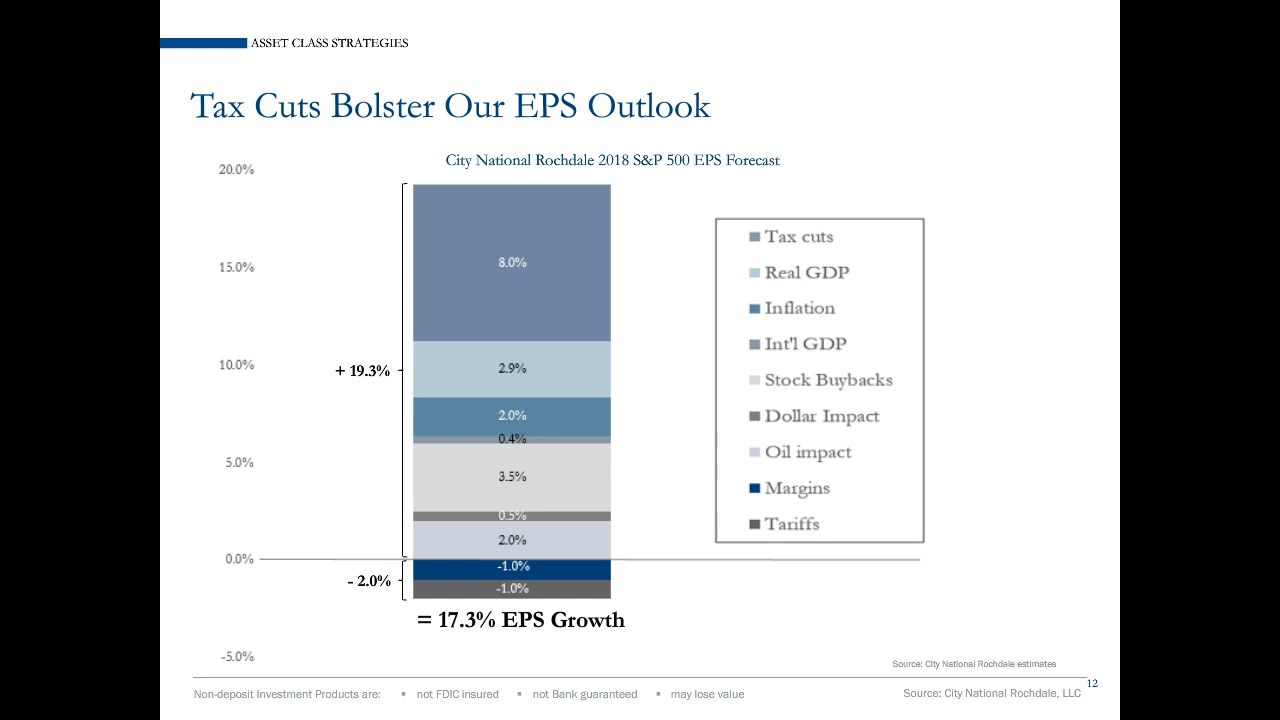 ASSET CLASS STRATEGIES
Tax Cuts Bolster Our EPS Outlook
City National Rochdale 2018 S&P 500 EPS Forecast
20.0%
15.0%
10.0%
5.0%
0.0%
-5.0%
+ 19.3%
- 2.0%
8.0%
2.9%
2.0%
0.4%
3.5%
0.5%
2.0%
-1.0%
-1.0%
= 17.3% EPS Growth
Tax cuts
Real GDP
Inflation
Int'l GDP
Stock Buybacks
Dollar Impact
Oil impact
Margins
Tariffs
Source: City National Rochdale estimates
Non-deposit Investment Products are: ▪ not FDIC insured ▪ not Bank guaranteed ▪ may lose value
Source: City National Rochdale, LLC
12